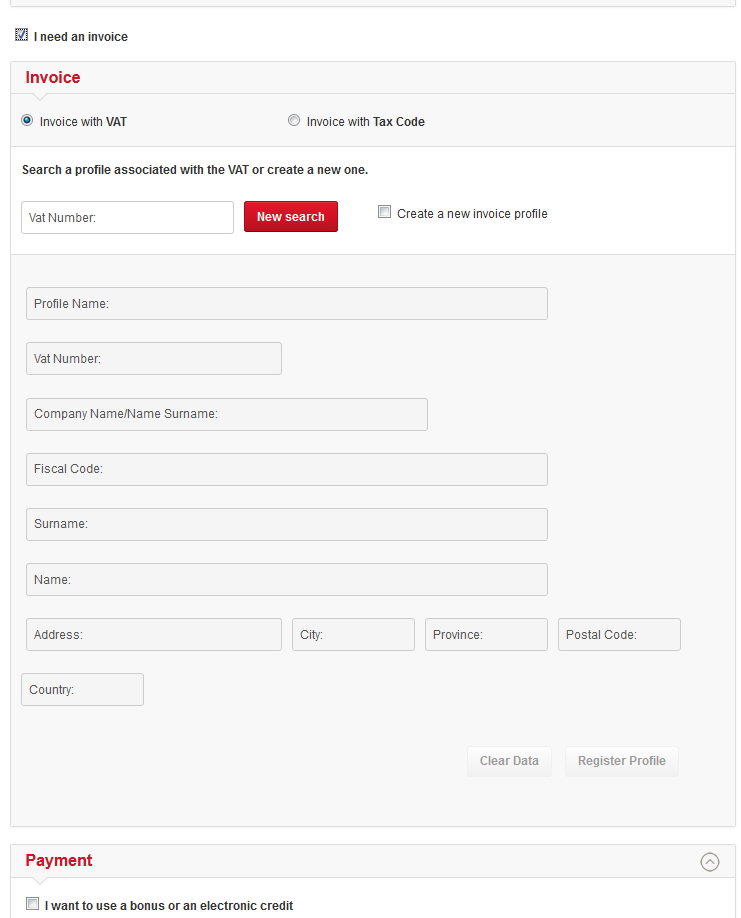 I need an invoice
Invoice
Invoice with VAT Invoice with Tax Code
Search a profile associated with the VAT or create a new one.
Vat Number: New search Create a new invoice profile
Profile Name:
Vat Number:
Company Name/Name Surname:
Fiscal Code:
Surname:
Name:
Address: City: Province: Postal Code:
Country:
Clear Data Register Profile
Payment
I want to use a bonus or an electronic credit